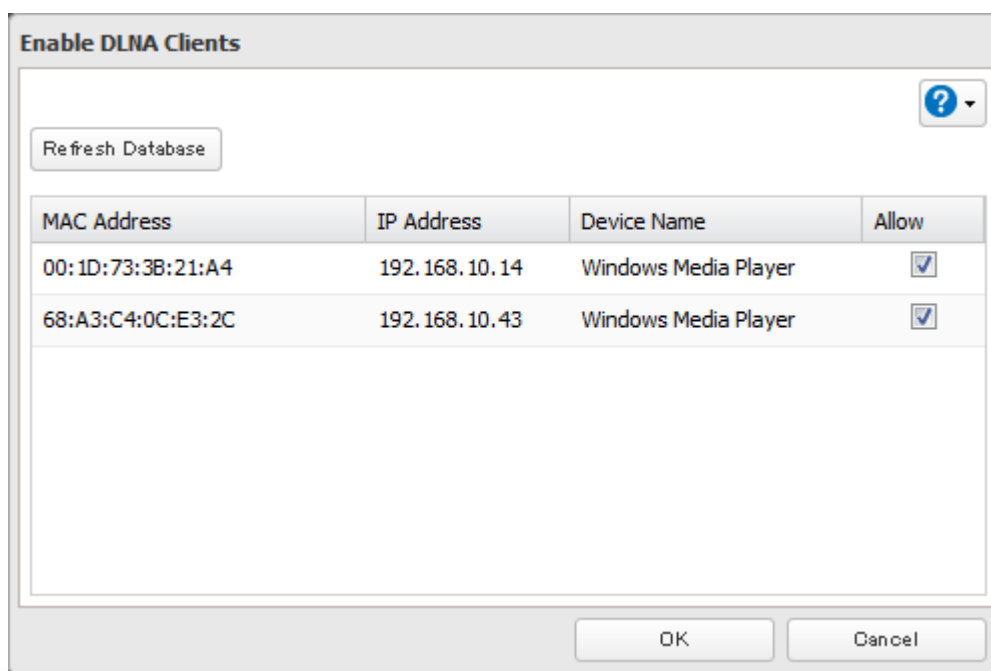 Enable DLNA Clients
?
Refresh Database
MAC Address IP Address Device Name Allow
00:1D:73:3B:21:A4 192.168.10.14 Windows Media Player
68:A3:C4:0C:E3:2C 192.168.10.43 Windows Media Player
OK Cancel